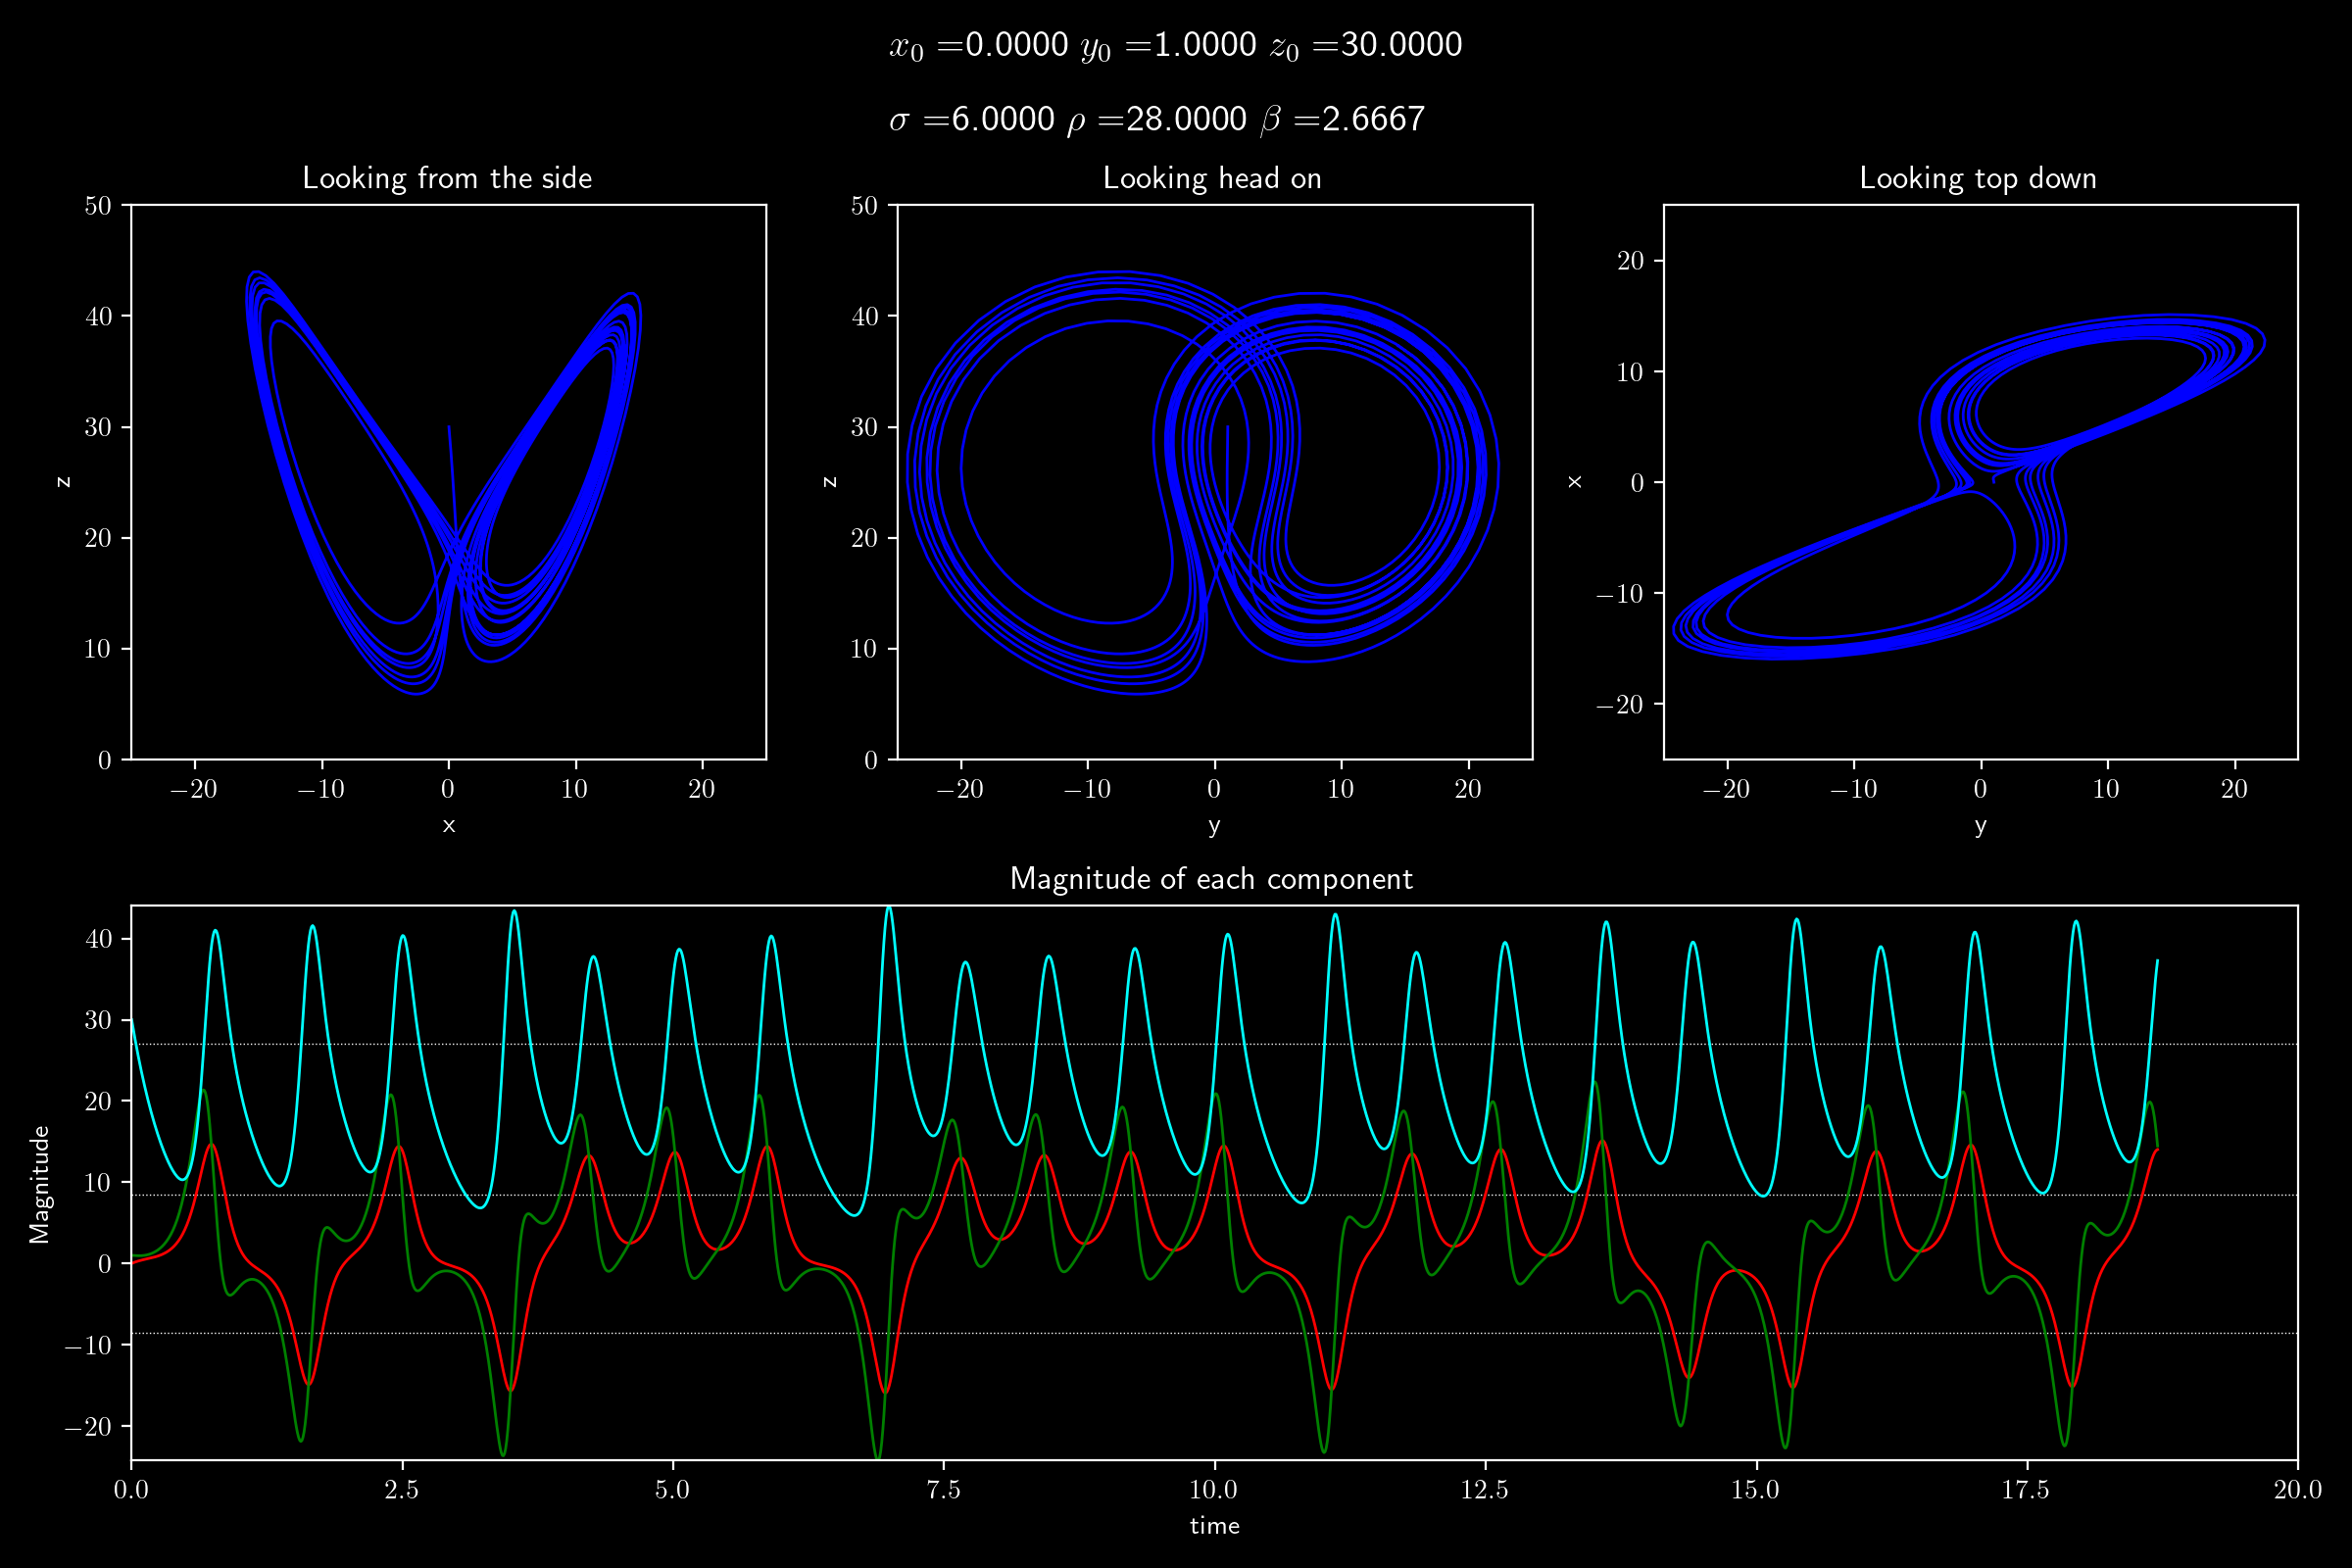 x₀ =0.0000 y₀ =1.0000 z₀ =30.0000
σ =6.0000 ρ =28.0000 β =2.6667
Looking from the side
Looking head on
Looking top down
50
40
30
20
10
0
z
−20 −10 0 10 20
x
50
40
30
20
10
0
z
−20 −10 0 10 20
y
20
10
0
−10
−20
x
−20 −10 0 10 20
y
Magnitude of each component
40
30
20
10
0
−10
−20
Magnitude
0.0 2.5 5.0 7.5 10.0 12.5 15.0 17.5 20.0
time